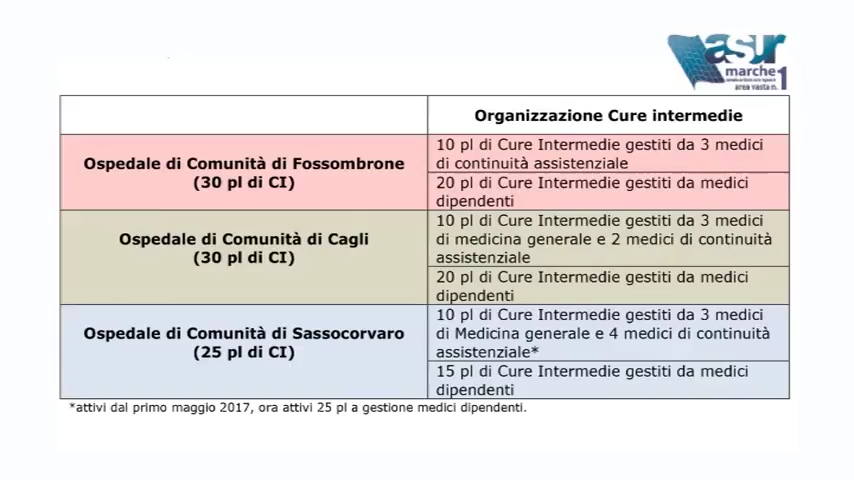 asur
marche 1
area vasta n.
Organizzazione Cure intermedie
Ospedale di Comunità di Fossombrone
(30 pl di CI)
10 pl di Cure Intermedie gestiti da 3 medici
di continuità assistenziale
20 pl di Cure Intermedie gestiti da medici
dipendenti
Ospedale di Comunità di Cagli
(30 pl di CI)
10 pl di Cure Intermedie gestiti da 3 medici
di medicina generale e 2 medici di continuità
assistenziale
20 pl di Cure Intermedie gestiti da medici
dipendenti
Ospedale di Comunità di Sassocorvaro
(25 pl di CI)
10 pl di Cure Intermedie gestiti da 3 medici
di Medicina generale e 4 medici di continuità
assistenziale*
15 pl di Cure Intermedie gestiti da medici
dipendenti
*attivi dal primo maggio 2017, ora attivi 25 pl a gestione medici dipendenti.